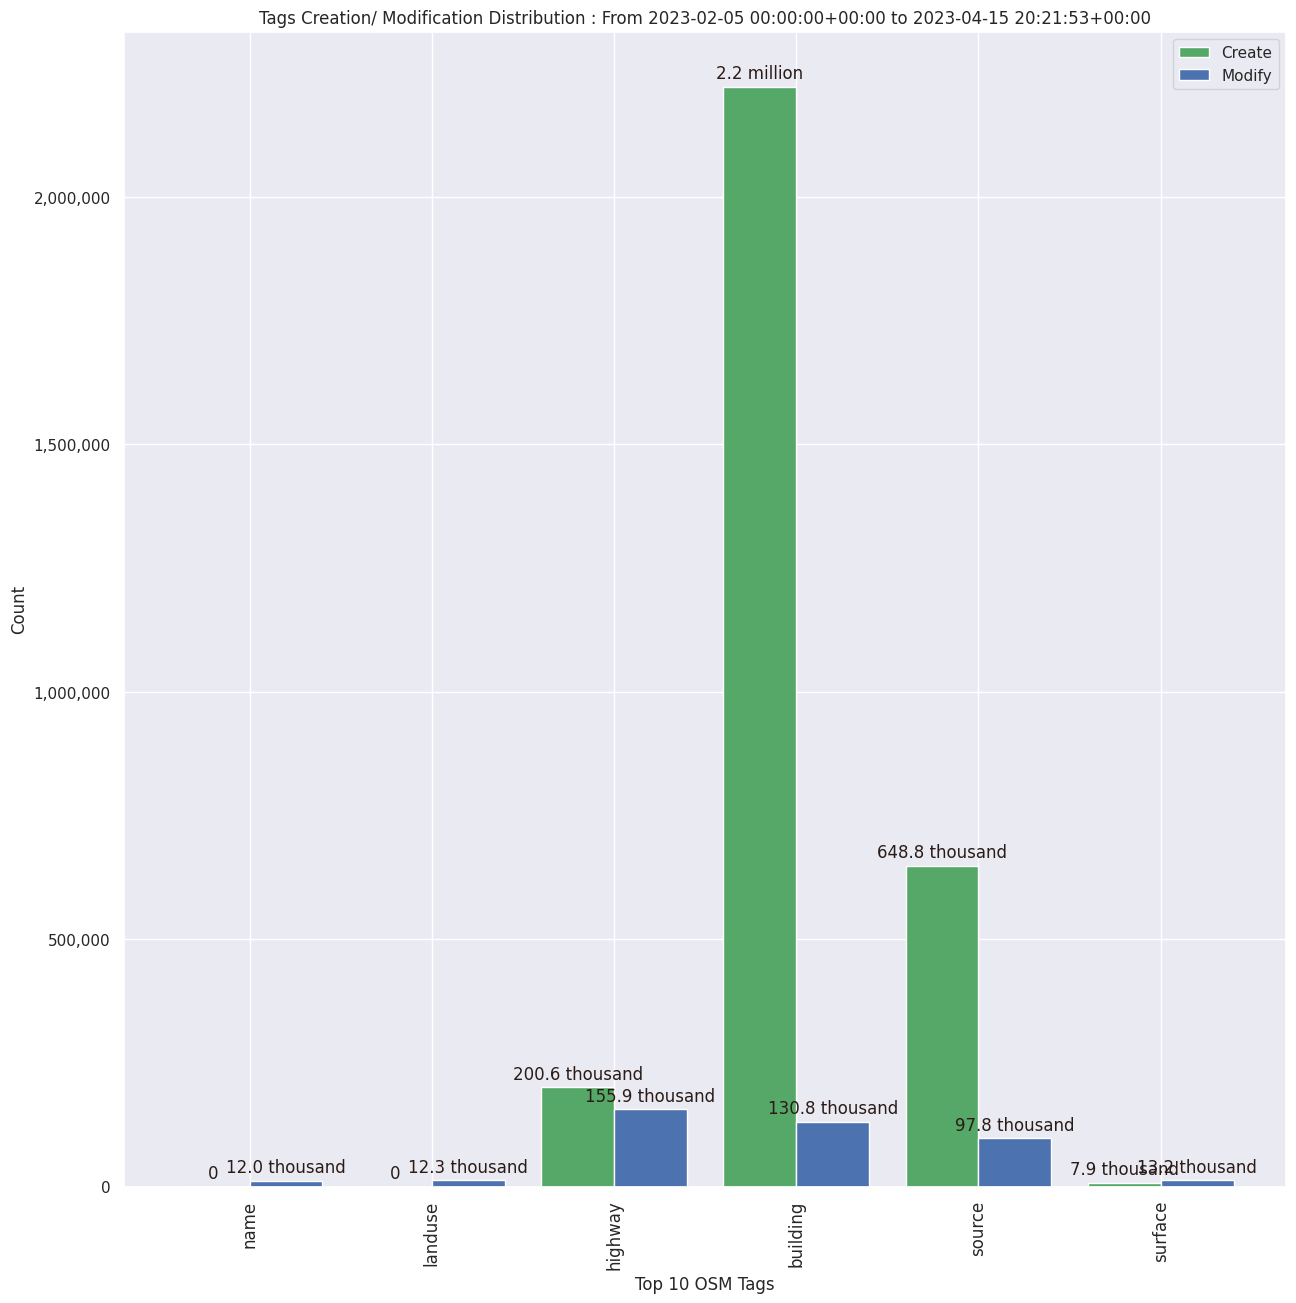 Tags Creation/ Modification Distribution : From 2023-02-05 00:00:00+00:00 to 2023-04-15 20:21:53+00:00
Create
Modify
2.2 million
2,000,000
1,500,000
1,000,000
648.8 thousand
500,000
200.6 thousand
155.9 thousand
130.8 thousand
97.8 thousand
0
12.0 thousand
0
12.3 thousand
7.9 thousand
13.2 thousand
0
Count
name
landuse
highway
building
source
surface
Top 10 OSM Tags